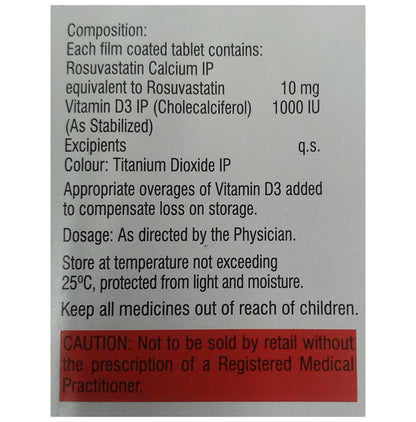 Composition:
Each film coated tablet contains:
Rosuvastatin Calcium IP
equivalent to Rosuvastatin 10 mg
Vitamin D3 IP (Cholecalciferol) 1000 IU
(As Stabilized)
Excipients q.s.
Colour: Titanium Dioxide IP
Appropriate overages of Vitamin D3 added
to compensate loss on storage.
Dosage: As directed by the Physician.
Store at temperature not exceeding
25ºC, protected from light and moisture.
Keep all medicines out of reach of children.
CAUTION: Not to be sold by retail without
the prescription of a Registered Medical
Practitioner.